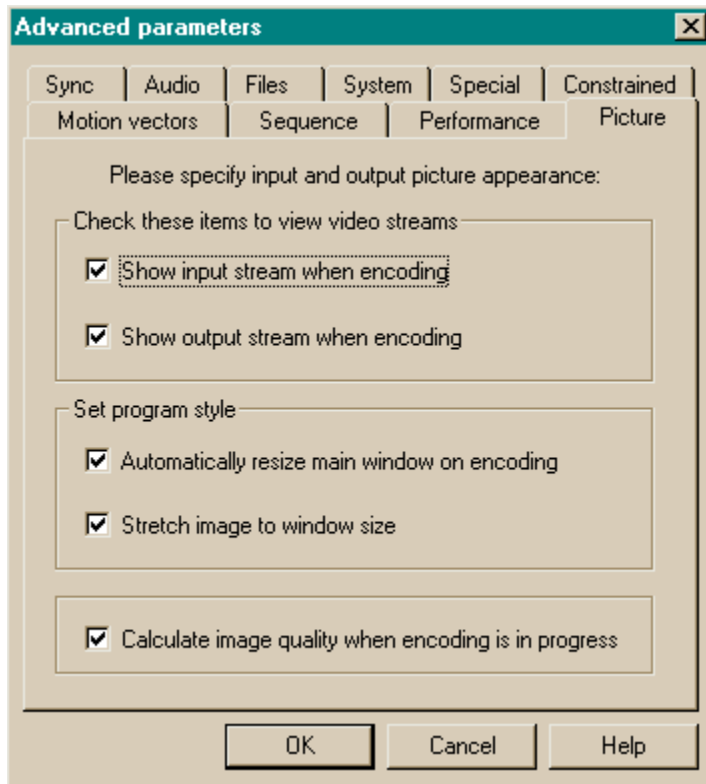 Advanced parameters
Sync Audio Files System Special Constrained
Motion vectors Sequence Performance Picture
Please specify input and output picture appearance:
Check these items to view video streams
Show input stream when encoding
Show output stream when encoding
Set program style
Automatically resize main window on encoding
Stretch image to window size
Calculate image quality when encoding is in progress
OK Cancel Help